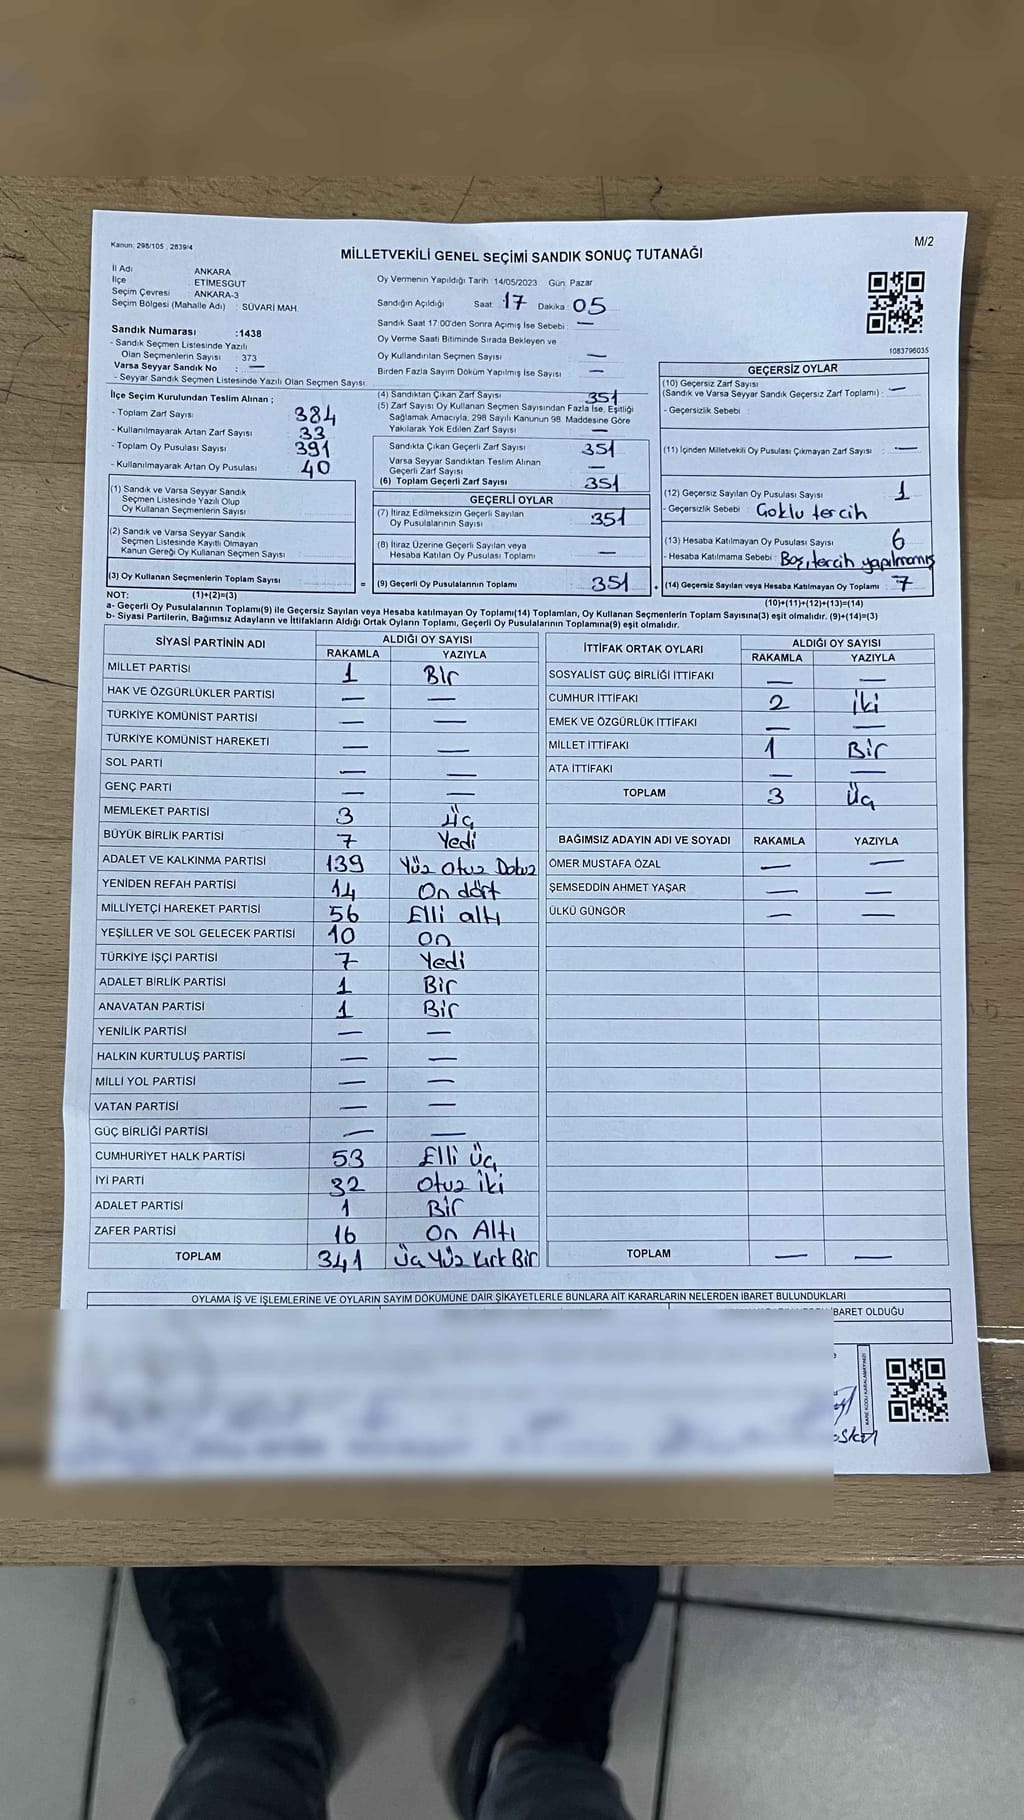 Kanun: 298/105 , 2839/4
M/2
MİLLETVEKİLİ GENEL SEÇİMİ SANDIK SONUÇ TUTANAĞI
İl Adı ANKARA
İlçe ETİMESGUT
Seçim Çevresi ANKARA-3
Seçim Bölgesi (Mahalle Adı) : SÜVARİ MAH.
Sandık Numarası :1438
- Sandık Seçmen Listesinde Yazılı
Olan Seçmenlerin Sayısı 373
Varsa Seyyar Sandık No : —
- Seyyar Sandık Seçmen Listesinde Yazılı Olan Seçmen Sayısı
Oy Vermenin Yapıldığı Tarih :14/05/2023 Gün: Pazar
Sandığın Açıldığı Saat: 17 Dakika: 05
Sandık Saat 17:00'den Sonra Açımış İse Sebebi : —
Oy Verme Saati Bitiminde Sırada Bekleyen ve
Oy Kullandırılan Seçmen Sayısı —
Birden Fazla Sayım Döküm Yapılmış İse Sayısı —
1083796035
İlçe Seçim Kurulundan Teslim Alınan ;
- Toplam Zarf Sayısı 384
- Kullanılmayarak Artan Zarf Sayısı 33
- Toplam Oy Pusulası Sayısı 391
- Kullanılmayarak Artan Oy Pusulası 40
(1) Sandık ve Varsa Seyyar Sandık
Seçmen Listesinde Yazılı Olup
Oy Kullanan Seçmenlerin Sayısı
(2) Sandık ve Varsa Seyyar Sandık
Seçmen Listesinde Kayıtlı Olmayan
Kanun Gereği Oy Kullanan Seçmen Sayısı :
(3) Oy Kullanan Seçmenlerin Toplam Sayısı
(1)+(2)=(3)
(4) Sandıktan Çıkan Zarf Sayısı 351
(5) Zarf Sayısı Oy Kullanan Seçmen Sayısından Fazla İse, Eşitliği
Sağlamak Amacıyla, 298 Sayılı Kanunun 98. Maddesine Göre
Yakılarak Yok Edilen Zarf Sayısı —
Sandıkta Çıkan Geçerli Zarf Sayısı 351
Varsa Seyyar Sandıktan Teslim Alınan
Geçerli Zarf Sayısı —
(6) Toplam Geçerli Zarf Sayısı 351
GEÇERLİ OYLAR
(7) İtiraz Edilmeksizin Geçerli Sayılan
Oy Pusulalarının Sayısı 351
(8) İtiraz Üzerine Geçerli Sayılan veya
Hesaba Katılan Oy Pusulası Toplamı —
= (9) Geçerli Oy Pusulalarının Toplamı 351
GEÇERSİZ OYLAR
(10) Geçersiz Zarf Sayısı
(Sandık ve Varsa Seyyar Sandık Geçersiz Zarf Toplamı) : —
- Geçersizlik Sebebi :
(11) İçinden Milletvekili Oy Pusulası Çıkmayan Zarf Sayısı : —
(12) Geçersiz Sayılan Oy Pusulası Sayısı 1
- Geçersizlik Sebebi : Çoklu tercih
(13) Hesaba Katılmayan Oy Pusulası Sayısı 6
- Hesaba Katılmama Sebebi : Boş, tercih yapılmamış
(14) Geçersiz Sayılan veya Hesaba Katılmayan Oy Toplamı 7
(10)+(11)+(12)+(13)=(14)
NOT:
a- Geçerli Oy Pusulalarının Toplamı(9) ile Geçersiz Sayılan veya Hesaba katılmayan Oy Toplamı(14) Toplamları, Oy Kullanan Seçmenlerin Toplam Sayısına(3) eşit olmalıdır. (9)+(14)=(3)
b- Siyasi Partilerin, Bağımsız Adayların ve İttifakların Aldığı Ortak Oyların Toplamı, Geçerli Oy Pusulalarının Toplamına(9) eşit olmalıdır.
SİYASİ PARTİNİN ADI ALDIĞI OY SAYISI
RAKAMLA YAZIYLA
MİLLET PARTİSİ 1 Bir
HAK VE ÖZGÜRLÜKLER PARTİSİ — —
TÜRKİYE KOMÜNİST PARTİSİ — —
TÜRKİYE KOMÜNİST HAREKETİ — —
SOL PARTİ — —
GENÇ PARTİ — —
MEMLEKET PARTİSİ 3 Üç
BÜYÜK BİRLİK PARTİSİ 7 Yedi
ADALET VE KALKINMA PARTİSİ 139 Yüz Otuz Dokuz
YENİDEN REFAH PARTİSİ 14 On dört
MİLLİYETÇİ HAREKET PARTİSİ 56 Elli altı
YEŞİLLER VE SOL GELECEK PARTİSİ 10 On
TÜRKİYE İŞÇİ PARTİSİ 7 Yedi
ADALET BİRLİK PARTİSİ 1 Bir
ANAVATAN PARTİSİ 1 Bir
YENİLİK PARTİSİ — —
HALKIN KURTULUŞ PARTİSİ — —
MİLLİ YOL PARTİSİ — —
VATAN PARTİSİ — —
GÜÇ BİRLİĞİ PARTİSİ — —
CUMHURİYET HALK PARTİSİ 53 Elli Üç
İYİ PARTİ 32 Otuz iki
ADALET PARTİSİ 1 Bir
ZAFER PARTİSİ 16 On Altı
TOPLAM 341 Üç Yüz Kırk Bir
İTTİFAK ORTAK OYLARI ALDIĞI OY SAYISI
RAKAMLA YAZIYLA
SOSYALİST GÜÇ BİRLİĞİ İTTİFAKI — —
CUMHUR İTTİFAKI 2 iki
EMEK VE ÖZGÜRLÜK İTTİFAKI — —
MİLLET İTTİFAKI 1 Bir
ATA İTTİFAKI — —
TOPLAM 3 Üç
BAĞIMSIZ ADAYIN ADI VE SOYADI RAKAMLA YAZIYLA
ÖMER MUSTAFA ÖZAL — —
ŞEMSEDDİN AHMET YAŞAR — —
ÜLKÜ GÜNGÖR — —
TOPLAM — —
OYLAMA İŞ VE İŞLEMLERİNE VE OYLARIN SAYIM DÖKÜMÜNE DAİR ŞİKAYETLERLE BUNLARA AİT KARARLARIN NELERDEN İBARET BULUNDUKLARI
İBARET OLDUĞU